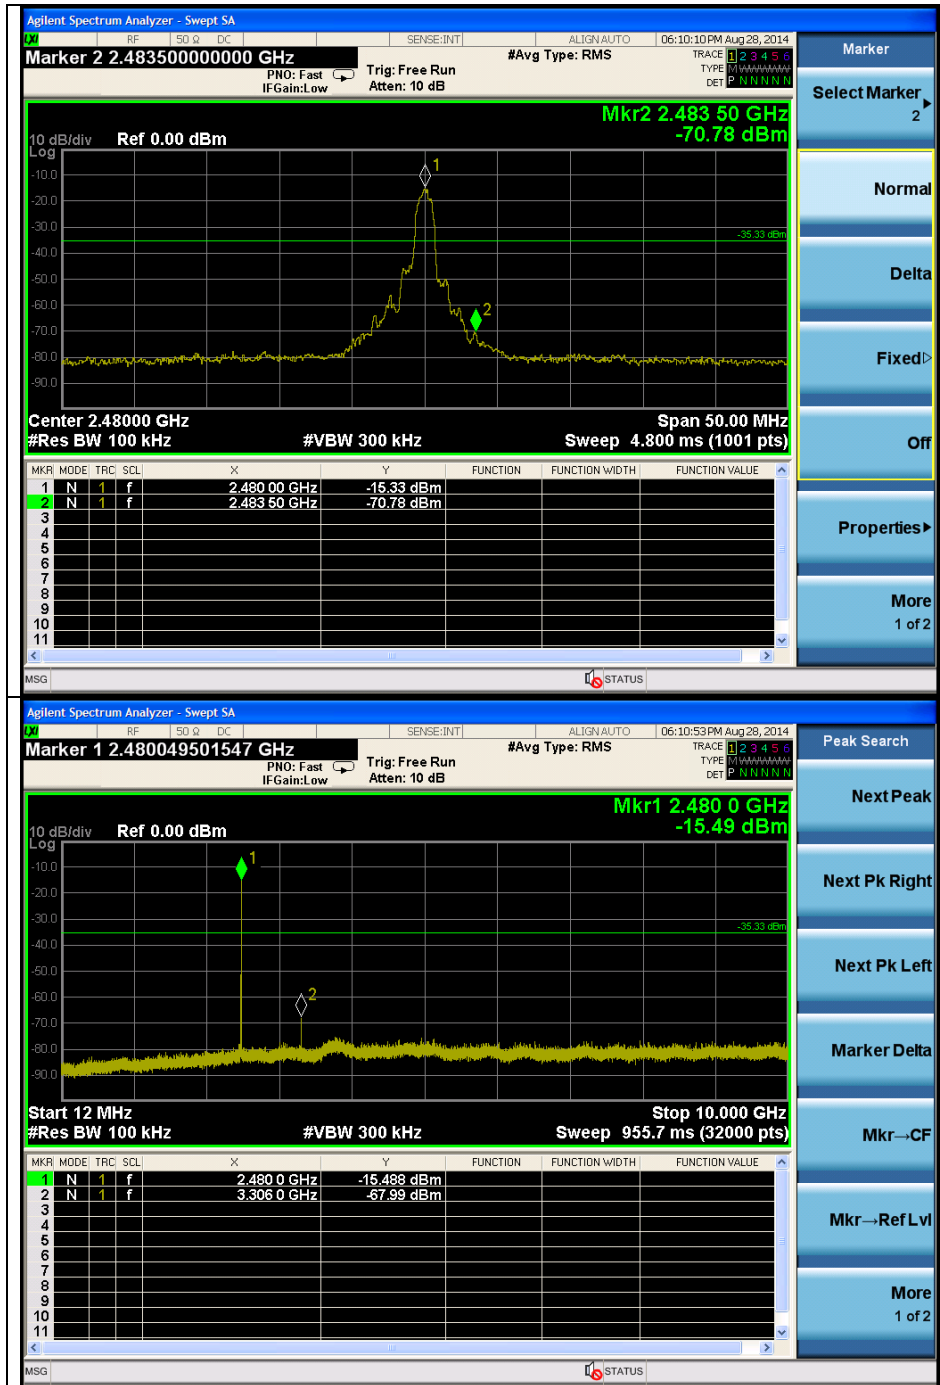 Agilent Spectrum Analyzer - Swept SA
LXI RF 50 Ω DC SENSE:INT ALIGN AUTO 06:10:10 PM Aug 28, 2014
Marker 2 2.483500000000 GHz
#Avg Type: RMS
TRACE 1 2 3 4 5 6
TYPE M
DET P N N N N N
PNO: Fast
IFGain:Low
Trig: Free Run
Atten: 10 dB
Mkr2 2.483 50 GHz
-70.78 dBm
10 dB/div Ref 0.00 dBm
Log
1
-10.0
-20.0
-30.0
-35.33 dBm
-40.0
-50.0
-60.0
2
-70.0
-80.0
-90.0
Center 2.48000 GHz Span 50.00 MHz
#Res BW 100 kHz #VBW 300 kHz Sweep 4.800 ms (1001 pts)
MKR MODE TRC SCL X Y FUNCTION FUNCTION WIDTH FUNCTION VALUE
1 N 1 f 2.480 00 GHz -15.33 dBm
2 N 1 f 2.483 50 GHz -70.78 dBm
3
4
5
6
7
8
9
10
11
MSG STATUS
Marker
Select Marker
2
Normal
Delta
Fixed
Off
Properties
More
1 of 2
Agilent Spectrum Analyzer - Swept SA
LXI RF 50 Ω DC SENSE:INT ALIGN AUTO 06:10:53 PM Aug 28, 2014
Marker 1 2.480049501547 GHz
#Avg Type: RMS
TRACE 1 2 3 4 5 6
TYPE M
DET P N N N N N
PNO: Fast
IFGain:Low
Trig: Free Run
Atten: 10 dB
Mkr1 2.480 0 GHz
-15.49 dBm
10 dB/div Ref 0.00 dBm
Log
1
-10.0
-20.0
-30.0
-35.33 dBm
-40.0
-50.0
-60.0
2
-70.0
-80.0
-90.0
Start 12 MHz Stop 10.000 GHz
#Res BW 100 kHz #VBW 300 kHz Sweep 955.7 ms (32000 pts)
MKR MODE TRC SCL X Y FUNCTION FUNCTION WIDTH FUNCTION VALUE
1 N 1 f 2.480 0 GHz -15.488 dBm
2 N 1 f 3.306 0 GHz -67.99 dBm
3
4
5
6
7
8
9
10
11
MSG STATUS
Peak Search
Next Peak
Next Pk Right
Next Pk Left
Marker Delta
Mkr→CF
Mkr→Ref Lvl
More
1 of 2